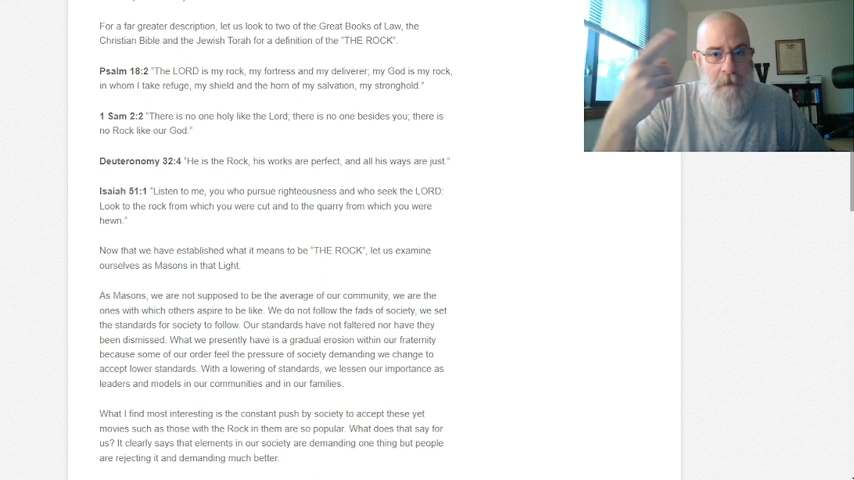 For a far greater description, let us look to two of the Great Books of Law, the
Christian Bible and the Jewish Torah for a definition of the "THE ROCK".
Psalm 18:2 "The LORD is my rock, my fortress and my deliverer; my God is my rock,
in whom I take refuge, my shield and the horn of my salvation, my stronghold."
1 Sam 2:2 "There is no one holy like the Lord; there is no one besides you; there is
no Rock like our God."
Deuteronomy 32:4 "He is the Rock, his works are perfect, and all his ways are just."
Isaiah 51:1 "Listen to me, you who pursue righteousness and who seek the LORD:
Look to the rock from which you were cut and to the quarry from which you were
hewn."
Now that we have established what it means to be "THE ROCK", let us examine
ourselves as Masons in that Light.
As Masons, we are not supposed to be the average of our community, we are the
ones with which others aspire to be like. We do not follow the fads of society, we set
the standards for society to follow. Our standards have not faltered nor have they
been dismissed. What we presently have is a gradual erosion within our fraternity
because some of our order feel the pressure of society demanding we change to
accept lower standards. With a lowering of standards, we lessen our importance as
leaders and models in our communities and in our families.
What I find most interesting is the constant push by society to accept these yet
movies such as those with the Rock in them are so popular. What does that say for
us? It clearly says that elements in our society are demanding one thing but people
are rejecting it and demanding much better.